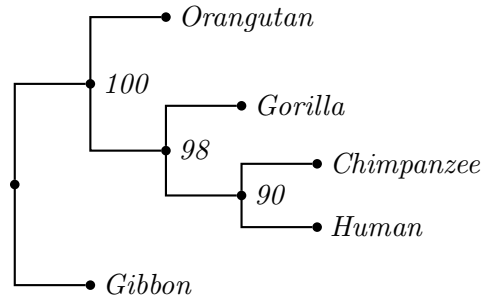 Orangutan
100
Gorilla
98
Chimpanzee
90
Human
Gibbon